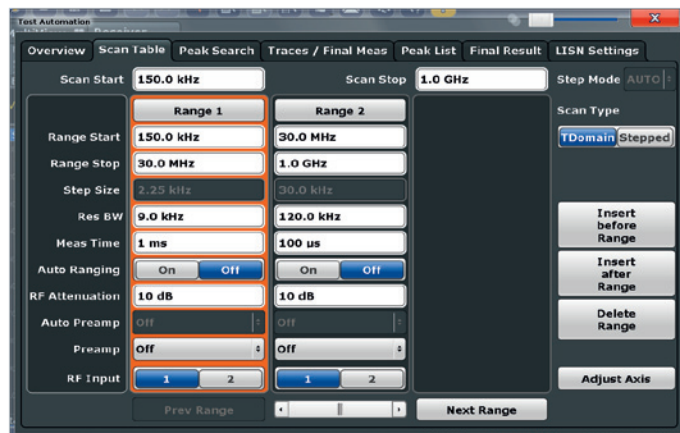 Test Automation
Overview Scan Table Peak Search Traces / Final Meas Peak List Final Result LISN Settings
Scan Start 150.0 kHz Scan Stop 1.0 GHz Step Mode AUTO
Range 1 Range 2 Scan Type
Range Start 150.0 kHz 30.0 MHz TDomain Stepped
Range Stop 30.0 MHz 1.0 GHz
Step Size 2.25 kHz 30.0 kHz
Res BW 9.0 kHz 120.0 kHz Insert before Range
Meas Time 1 ms 100 µs
Auto Ranging On Off On Off Insert after Range
RF Attenuation 10 dB 10 dB
Auto Preamp Off Off Delete Range
Preamp Off Off
RF Input 1 2 1 2 Adjust Axis
Prev Range Next Range